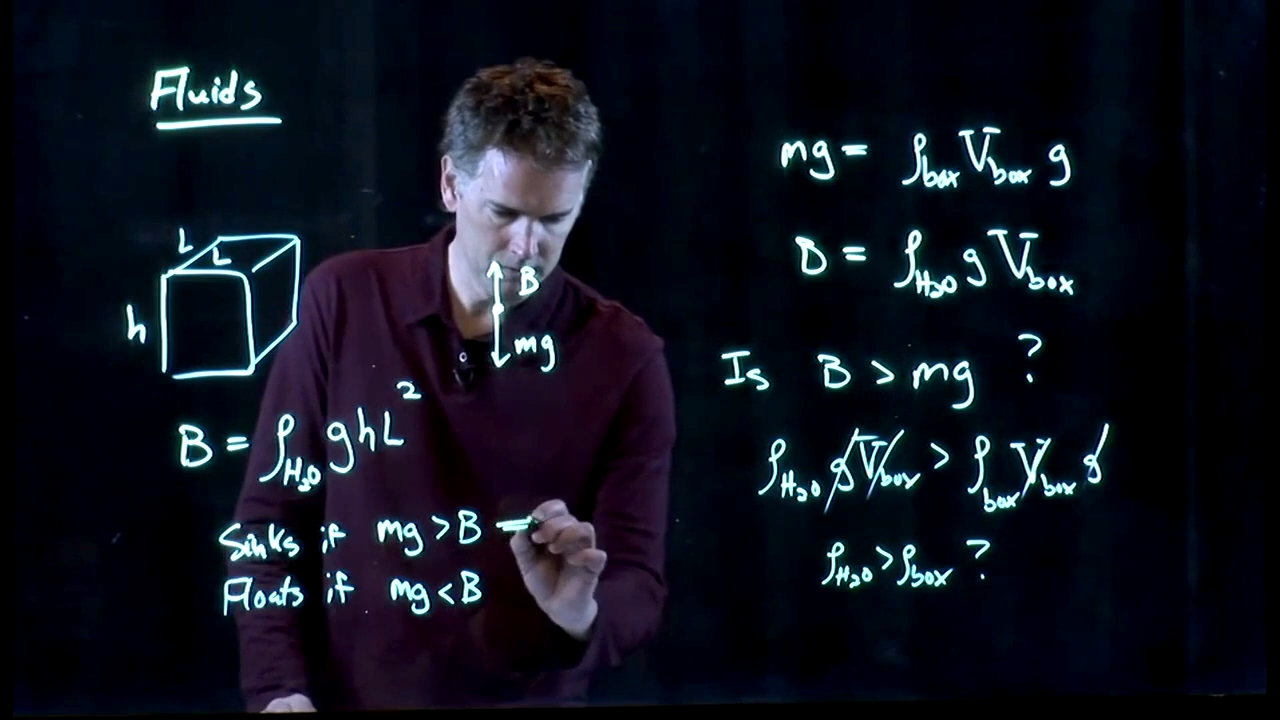 Fluids
L
L
h
B
mg
B = ρH₂O ghL²
Sinks if mg > B =
Floats if mg < B
mg = ρbox Vbox g
B = ρH₂O g Vbox
Is B > mg ?
ρH₂O g Vbox > ρbox Vbox g
ρH₂O > ρbox ?